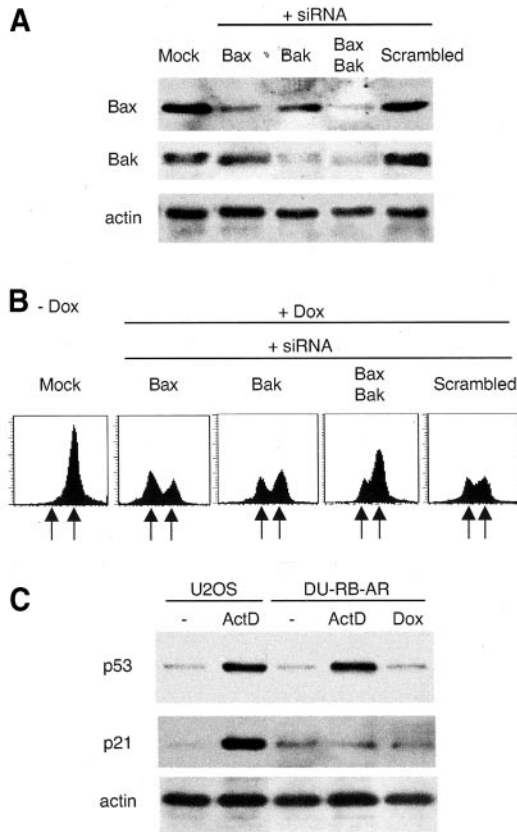 A
+ siRNA
Mock Bax Bak Bax Bak Scrambled
Bax
Bak
actin
B
- Dox + Dox
+ siRNA
Mock Bax Bak Bax Bak Scrambled
C
U2OS DU-RB-AR
- ActD - ActD Dox
p53
p21
actin